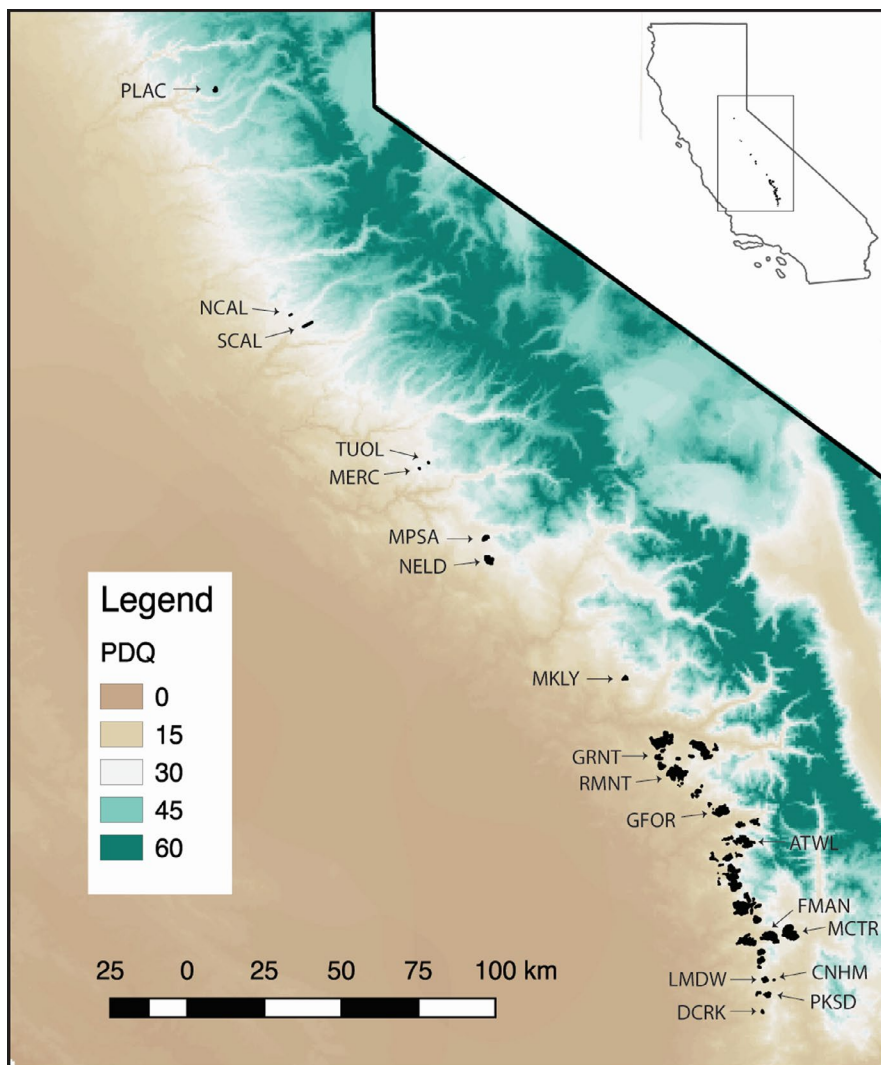 PLAC
NCAL
SCAL
TUOL
MERC
MPSA
NELD
MKLY
GRNT
RMNT
GFOR
ATWL
FMAN
MCTR
LMDW
CNHM
PKSD
DCRK
Legend
PDQ
0
15
30
45
60
25 0 25 50 75 100 km